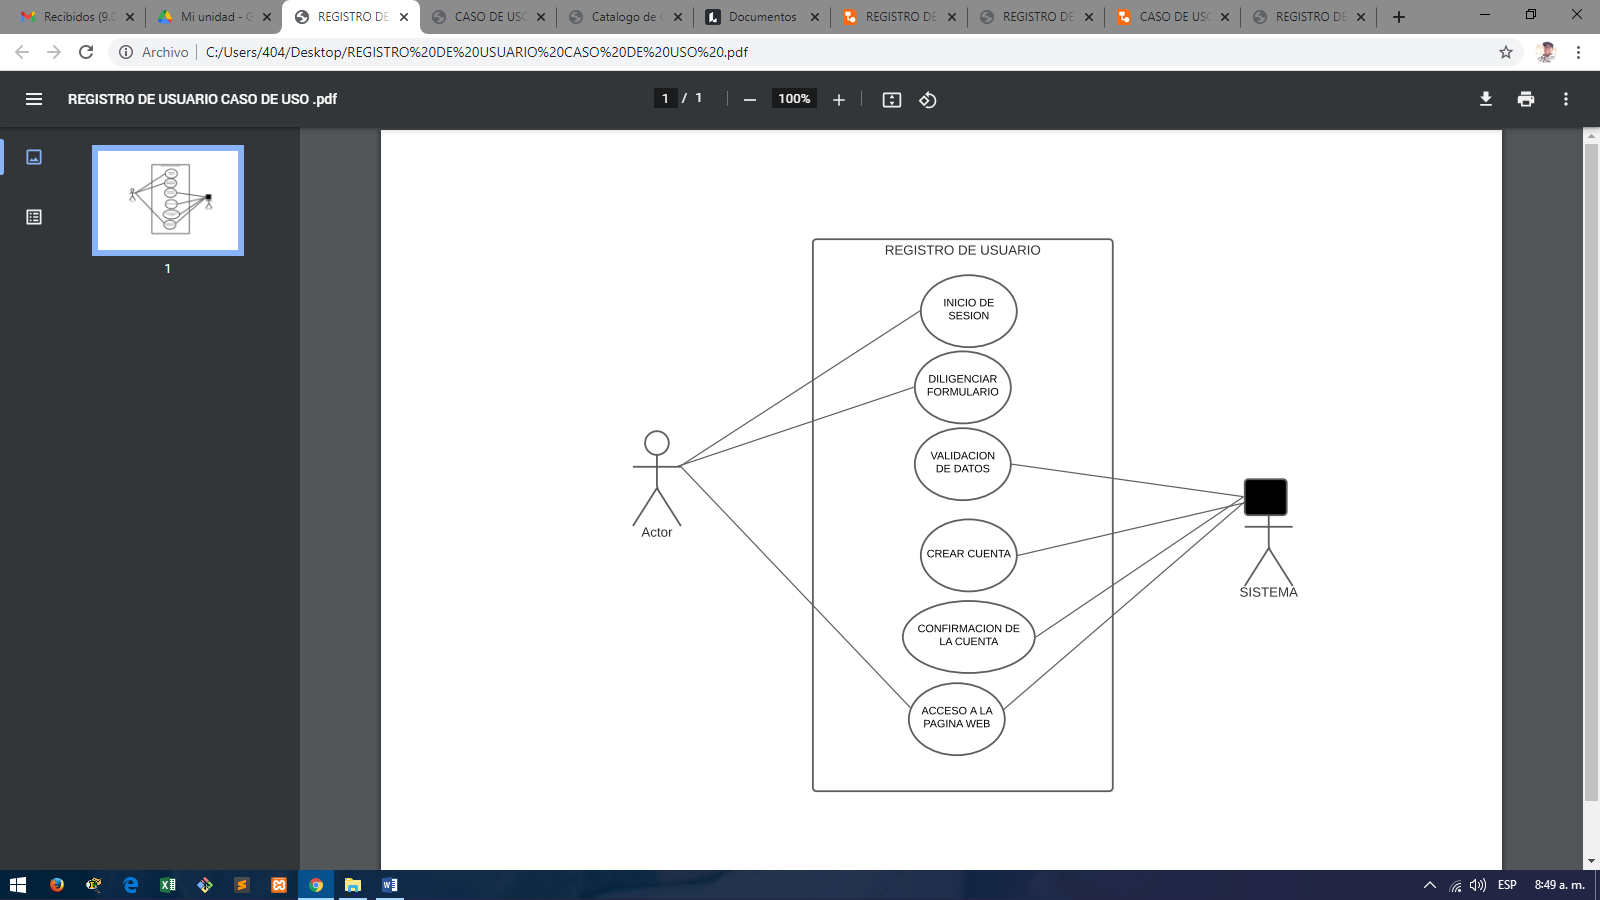 Recibidos (9.0
Mi unidad - G
REGISTRO DE
CASO DE USO
Catalogo de C
Documentos
REGISTRO DE
REGISTRO DE
CASO DE USO
REGISTRO DE
Archivo
C:/Users/404/Desktop/REGISTRO%20DE%20USUARIO%20CASO%20DE%20USO%20.pdf
REGISTRO DE USUARIO CASO DE USO .pdf
1 / 1
100%
1
REGISTRO DE USUARIO
INICIO DE
SESION
DILIGENCIAR
FORMULARIO
VALIDACION
DE DATOS
Actor
CREAR CUENTA
SISTEMA
CONFIRMACION DE
LA CUENTA
ACCESO A LA
PAGINA WEB
ESP
8:49 a. m.